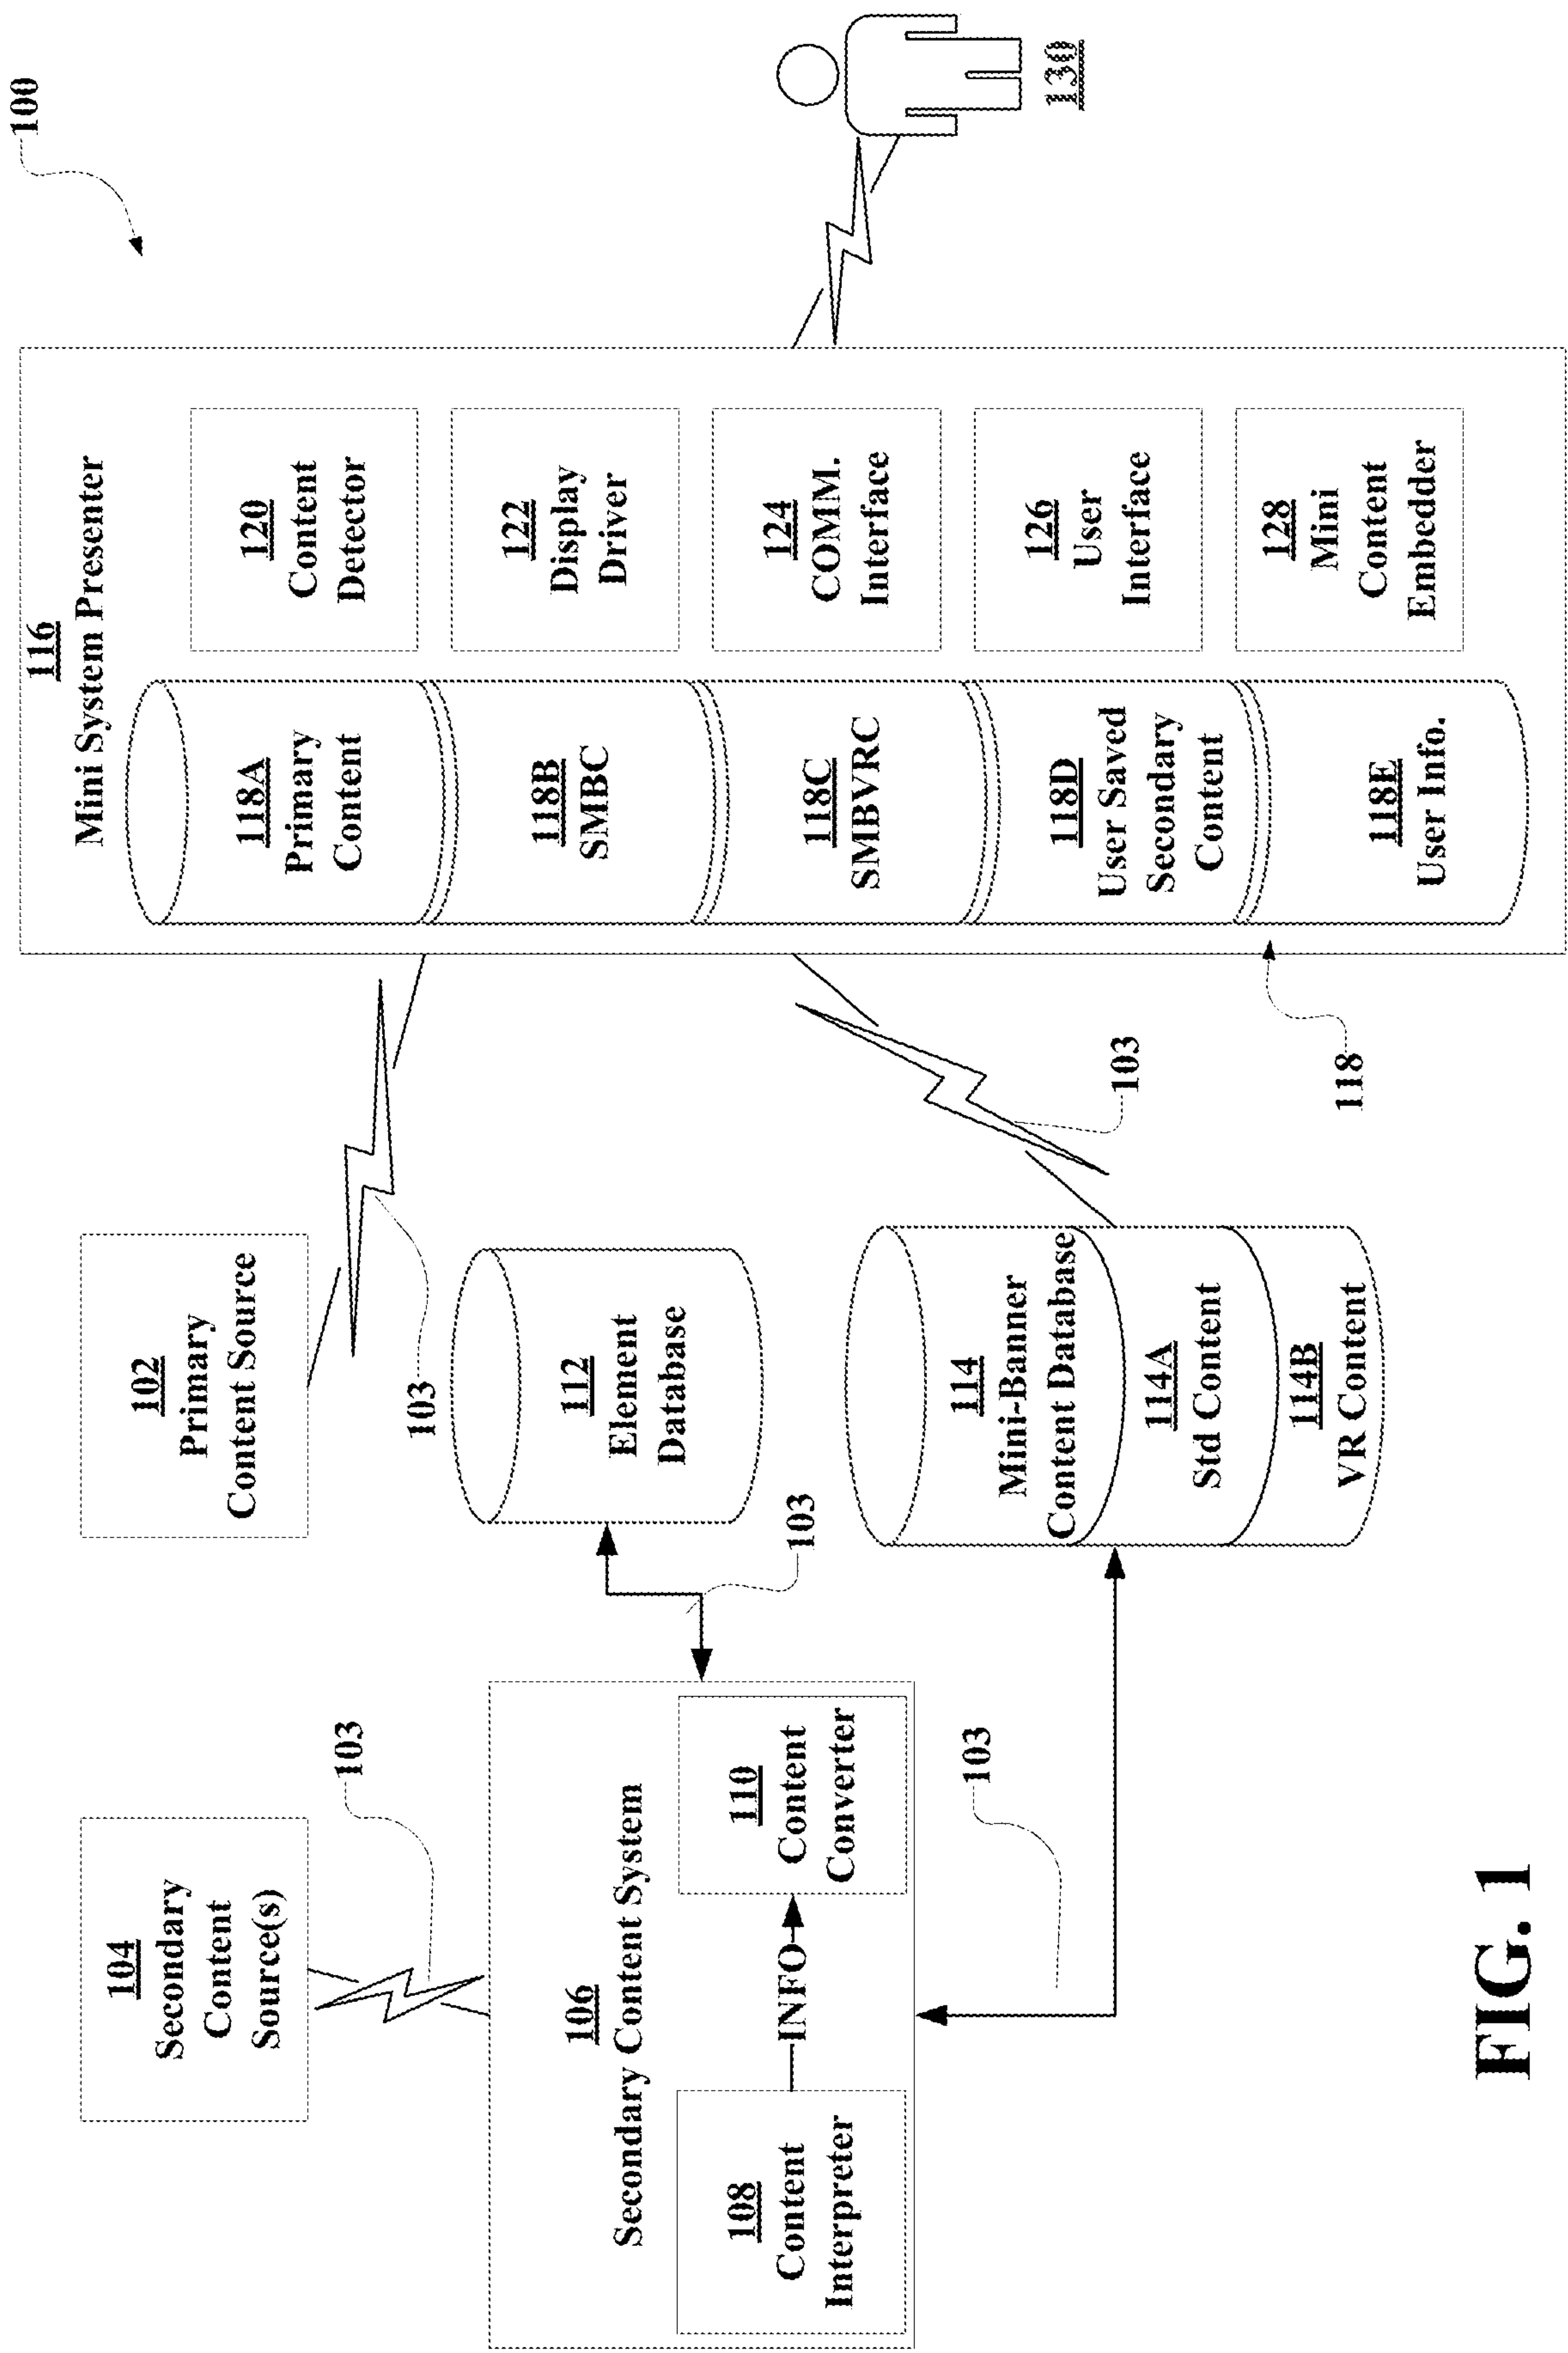 100
104
Secondary
Content
Source(s)
103
102
Primary
Content Source
103
106
Secondary Content System
108
Content
Interpreter
INFO
110
Content
Converter
103
112
Element
Database
103
114
Mini-Banner
Content Database
114A
Std Content
114B
VR Content
103
116
Mini System Presenter
118A
Primary
Content
118B
SMBC
118C
SMBVRC
118D
User Saved
Secondary
Content
118E
User Info.
118
120
Content
Detector
122
Display
Driver
124
COMM.
Interface
126
User
Interface
128
Mini
Content
Embedder
130
FIG. 1